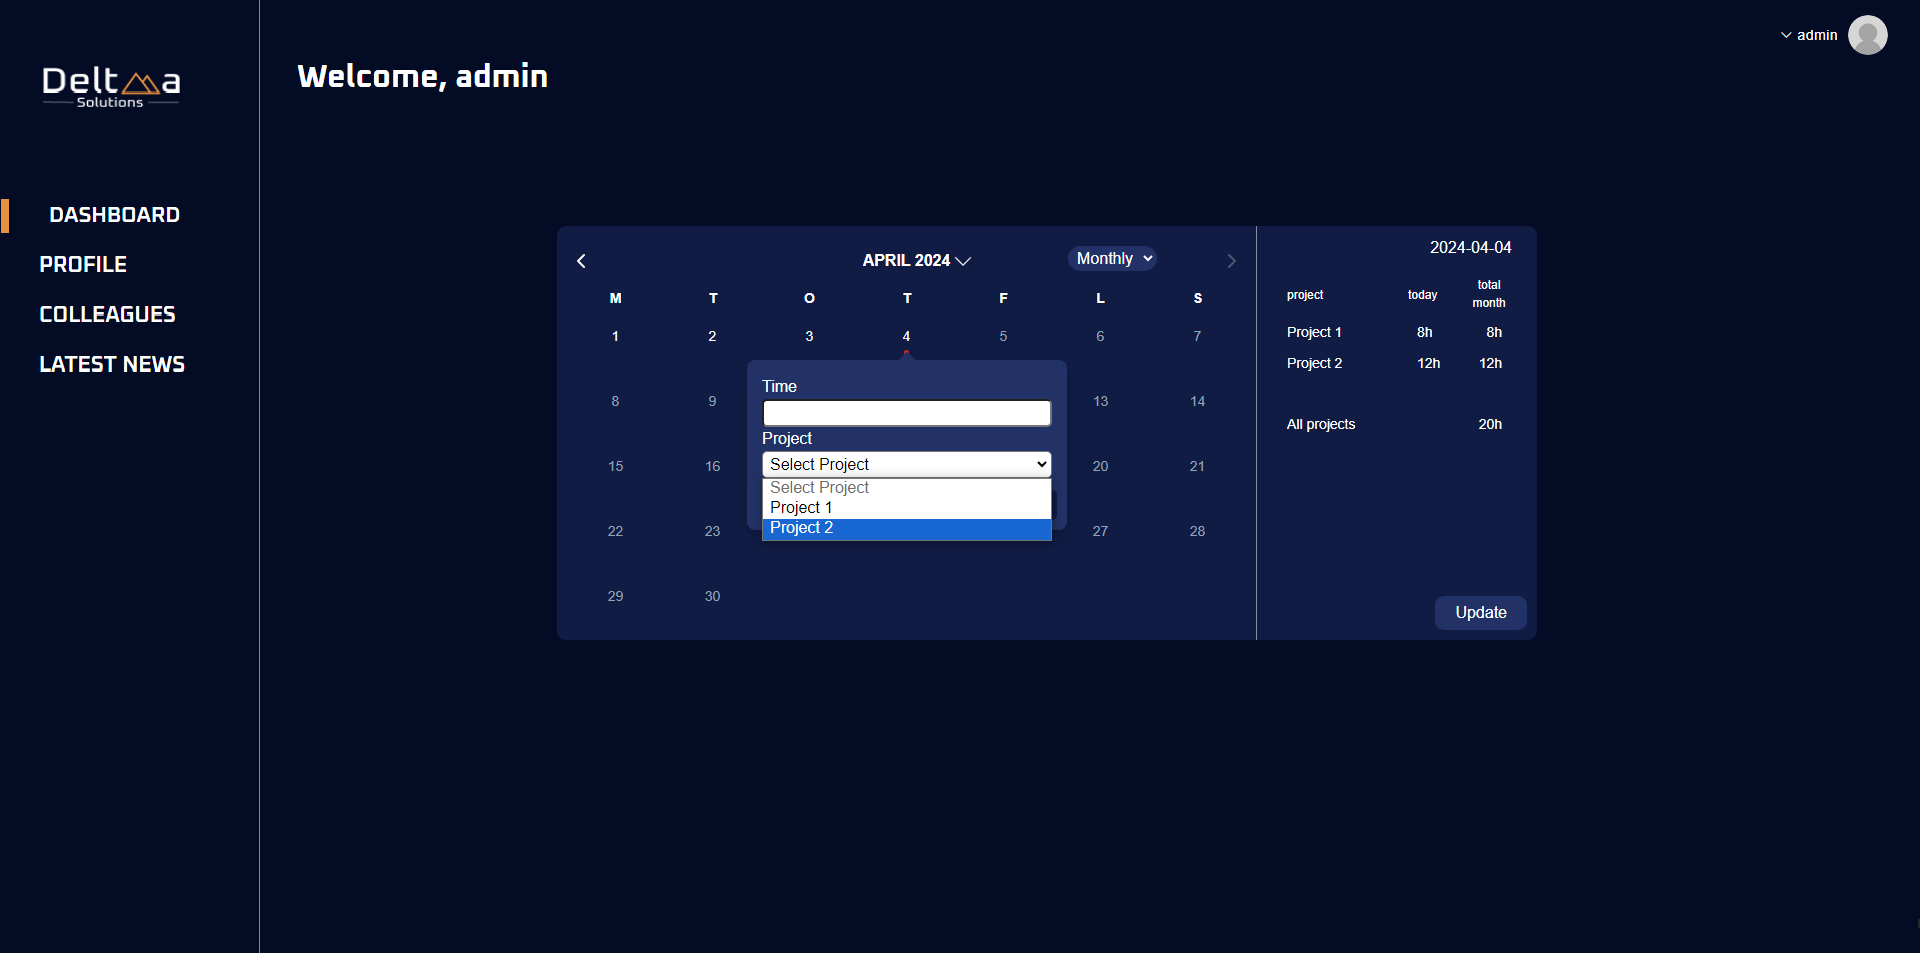 admin
Deltaa
Solutions
Welcome, admin
DASHBOARD
PROFILE
COLLEAGUES
LATEST NEWS
APRIL 2024
Monthly
M T O T F L S
1 2 3 4 5 6 7
8 9 13 14
15 16 20 21
22 23 27 28
29 30
Time
Project
Select Project
Select Project
Project 1
Project 2
2024-04-04
project today total month
Project 1 8h 8h
Project 2 12h 12h
All projects 20h
Update